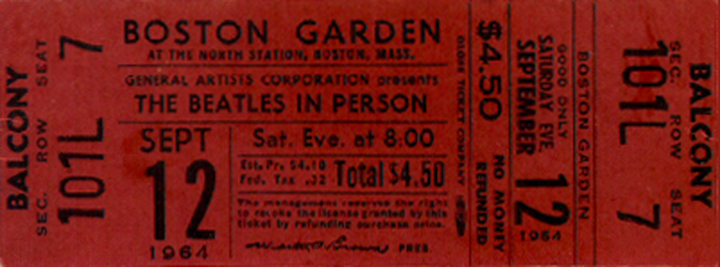 BALCONY
SEC. ROW SEAT
101L 7
BOSTON GARDEN
AT THE NORTH STATION, BOSTON, MASS.
GENERAL ARTISTS CORPORATION presents
THE BEATLES IN PERSON
SEPT
12
1964
Sat. Eve. at 8:00
Est. Pr. $4.18
Fed. Tax .32
Total $4.50
The management reserves the right
to revoke the license granted by this
ticket by refunding purchase price.
PRES.
GLOBE TICKET COMPANY
$4.50
NO MONEY
REFUNDED
SEPTEMBER 12
SATURDAY EVE.
1964
GOOD ONLY
BOSTON GARDEN
101L 7
SEC. ROW SEAT
BALCONY